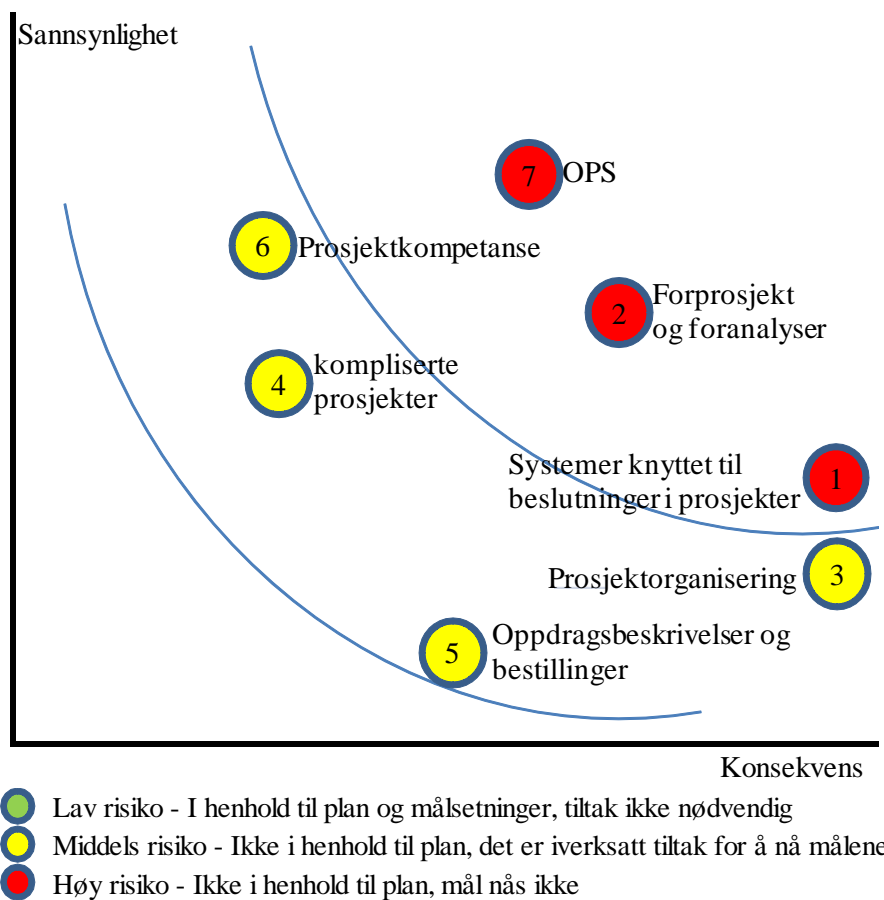 Sannsynlighet
7 OPS
6 Prosjektkompetanse
2 Forprosjekt
og foranalyser
4 kompliserte
prosjekter
Systemer knyttet til
beslutninger i prosjekter 1
Prosjektorganisering 3
5 Oppdragsbeskrivelser og
bestillinger
Konsekvens
Lav risiko - I henhold til plan og målsetninger, tiltak ikke nødvendig
Middels risiko - Ikke i henhold til plan, det er iverksatt tiltak for å nå målene
Høy risiko - Ikke i henhold til plan, mål nås ikke